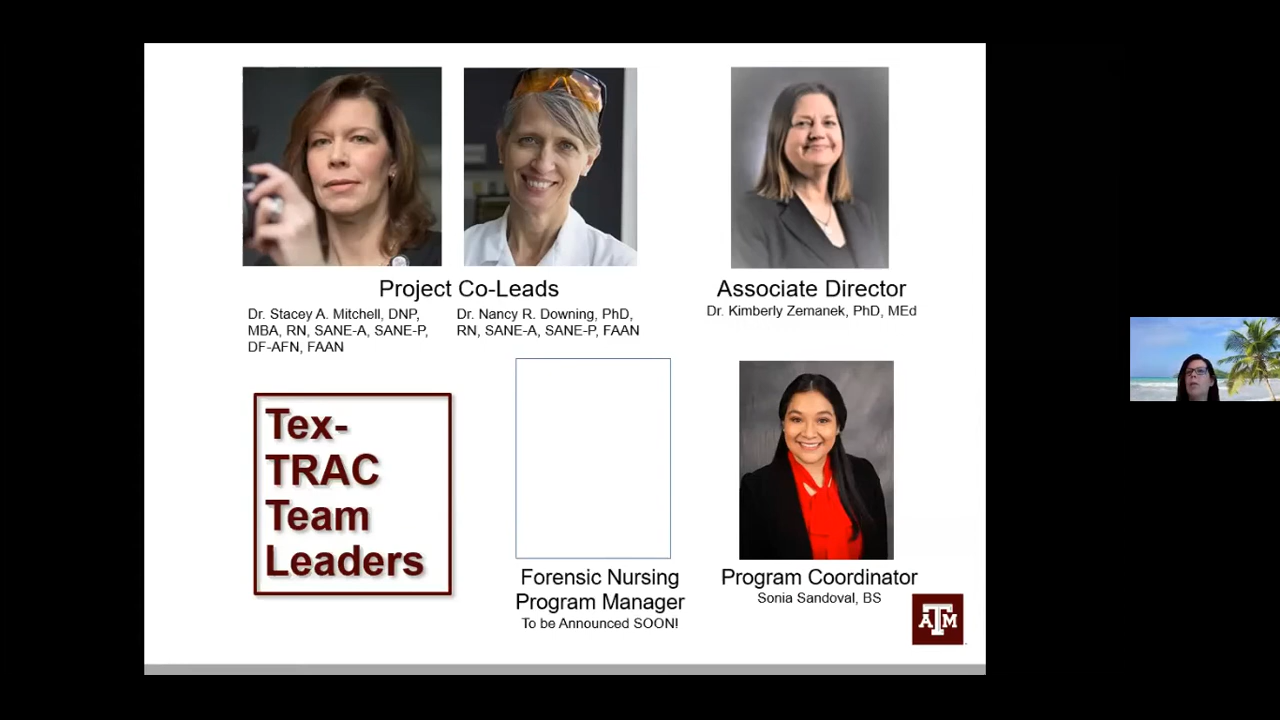 Project Co-Leads
Dr. Stacey A. Mitchell, DNP,
MBA, RN, SANE-A, SANE-P,
DF-AFN, FAAN
Dr. Nancy R. Downing, PhD,
RN, SANE-A, SANE-P, FAAN
Associate Director
Dr. Kimberly Zemanek, PhD, MEd
Tex-
TRAC
Team
Leaders
Forensic Nursing
Program Manager
To be Announced SOON!
Program Coordinator
Sonia Sandoval, BS
ATM